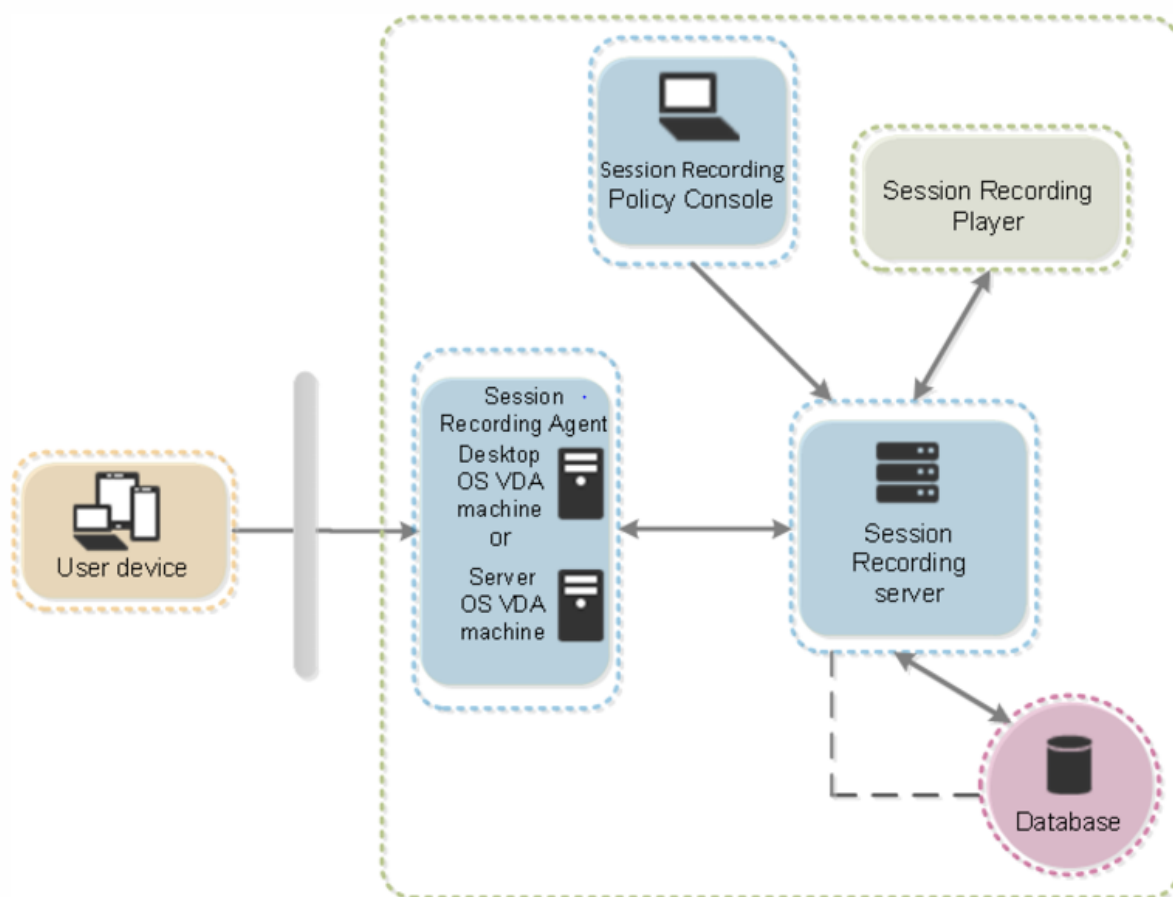 Session Recording
Policy Console
Session Recording
Player
Session
Recording Agent
Desktop
OS VDA
machine
or
Server
OS VDA
machine
User device
Session
Recording
server
Database